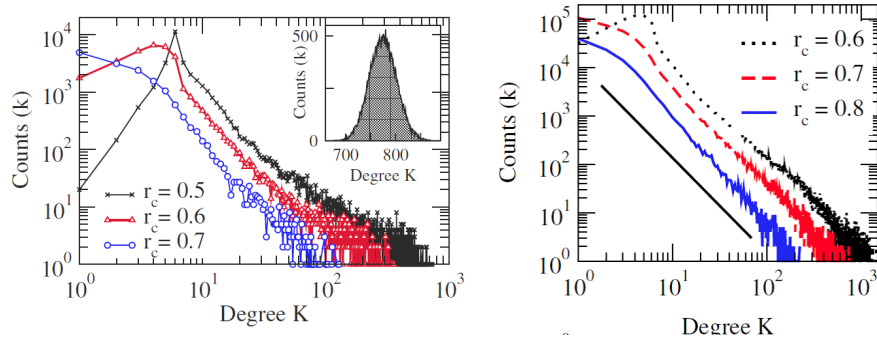 10^4
10^3
10^2
10^1
10^0
Counts (k)
r_c = 0.5
r_c = 0.6
r_c = 0.7
500
0
Counts (k)
700 800
Degree K
10^0 10^1 10^2 10^3
Degree K
10^5
10^4
10^3
10^2
10^1
10^0
Counts (k)
r_c = 0.6
r_c = 0.7
r_c = 0.8
10^0 10^1 10^2 10^3
Degree K